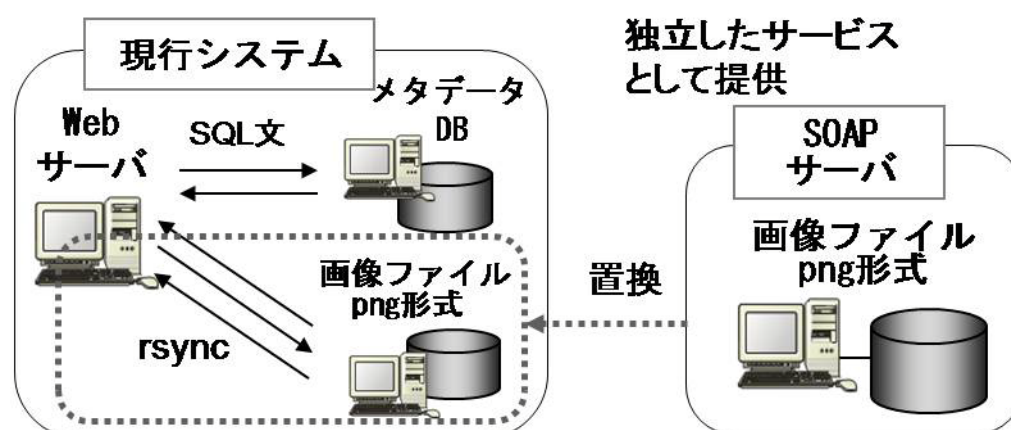 現行システム
独立したサービス
として提供
Web
サーバ
SQL文
メタデータ
DB
SOAP
サーバ
画像ファイル
png形式
rsync
置換
画像ファイル
png形式